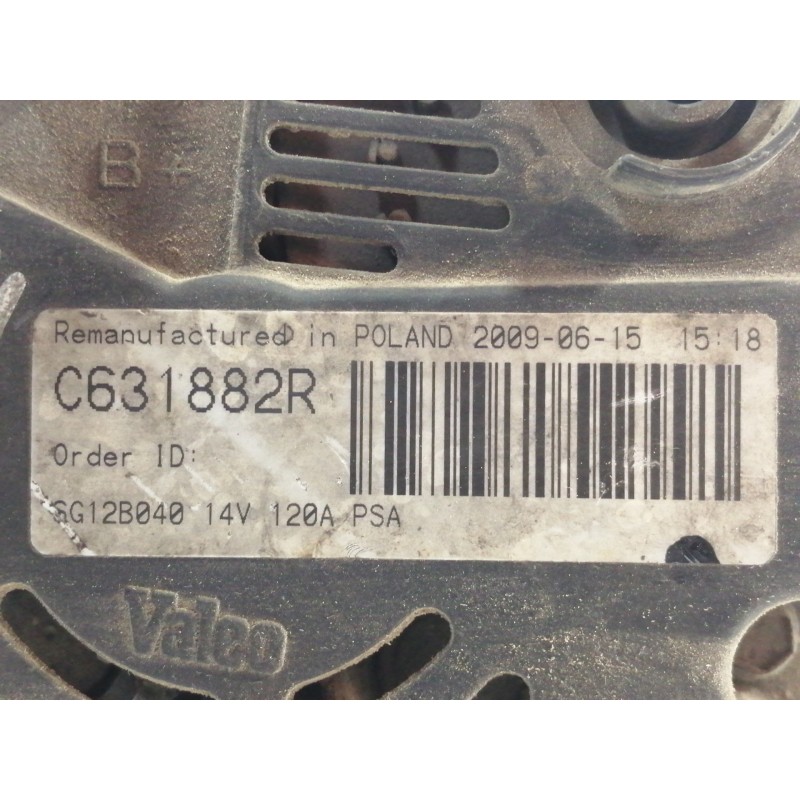 B+
Remanufactured in POLAND 2009-06-15 15:18
C631882R
Order ID:
SG12B040 14V 120A PSA
Valeo